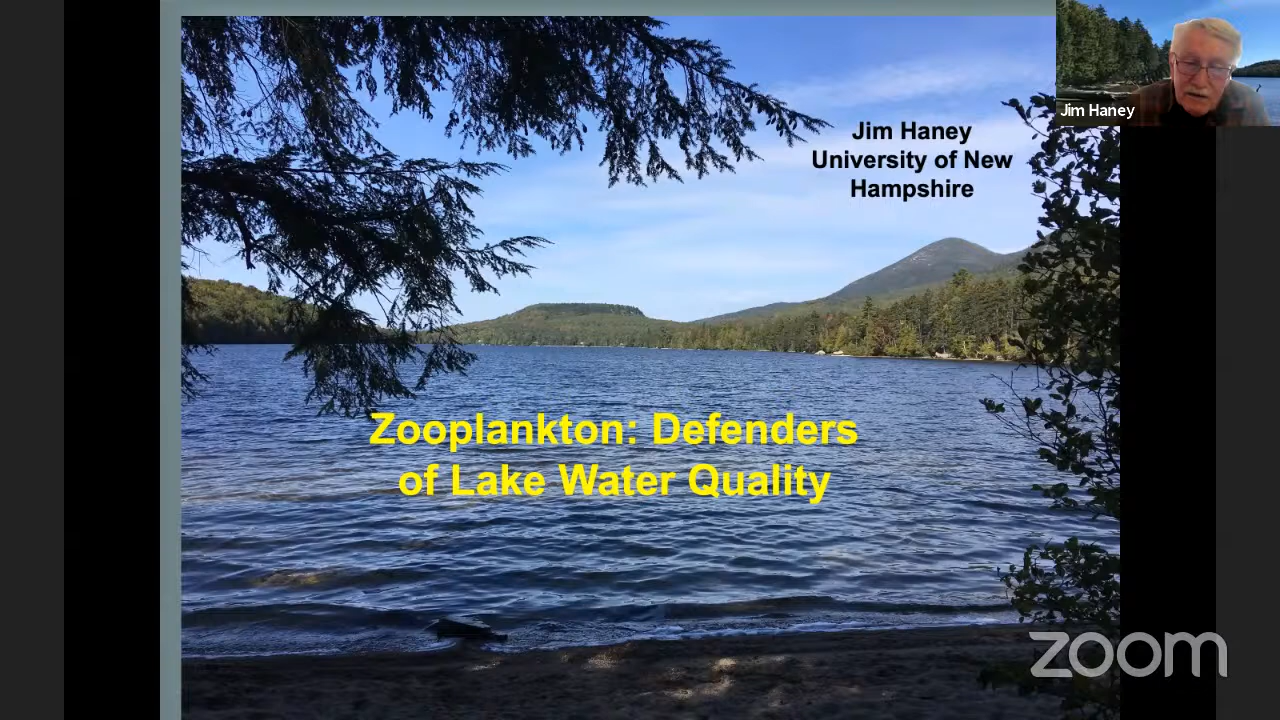 Jim Haney
Jim Haney
University of New
Hampshire
Zooplankton: Defenders
of Lake Water Quality
zoom